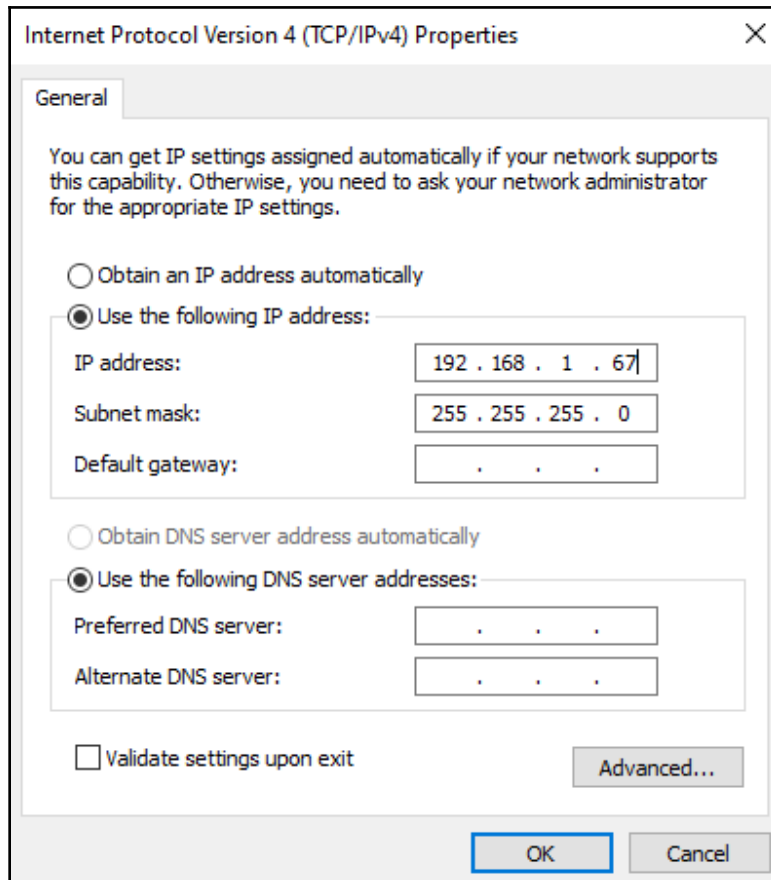 Internet Protocol Version 4 (TCP/IPv4) Properties
General
You can get IP settings assigned automatically if your network supports
this capability. Otherwise, you need to ask your network administrator
for the appropriate IP settings.
Obtain an IP address automatically
Use the following IP address:
IP address: 192 . 168 . 1 . 67
Subnet mask: 255 . 255 . 255 . 0
Default gateway: . . .
Obtain DNS server address automatically
Use the following DNS server addresses:
Preferred DNS server: . . .
Alternate DNS server: . . .
Validate settings upon exit
Advanced...
OK Cancel